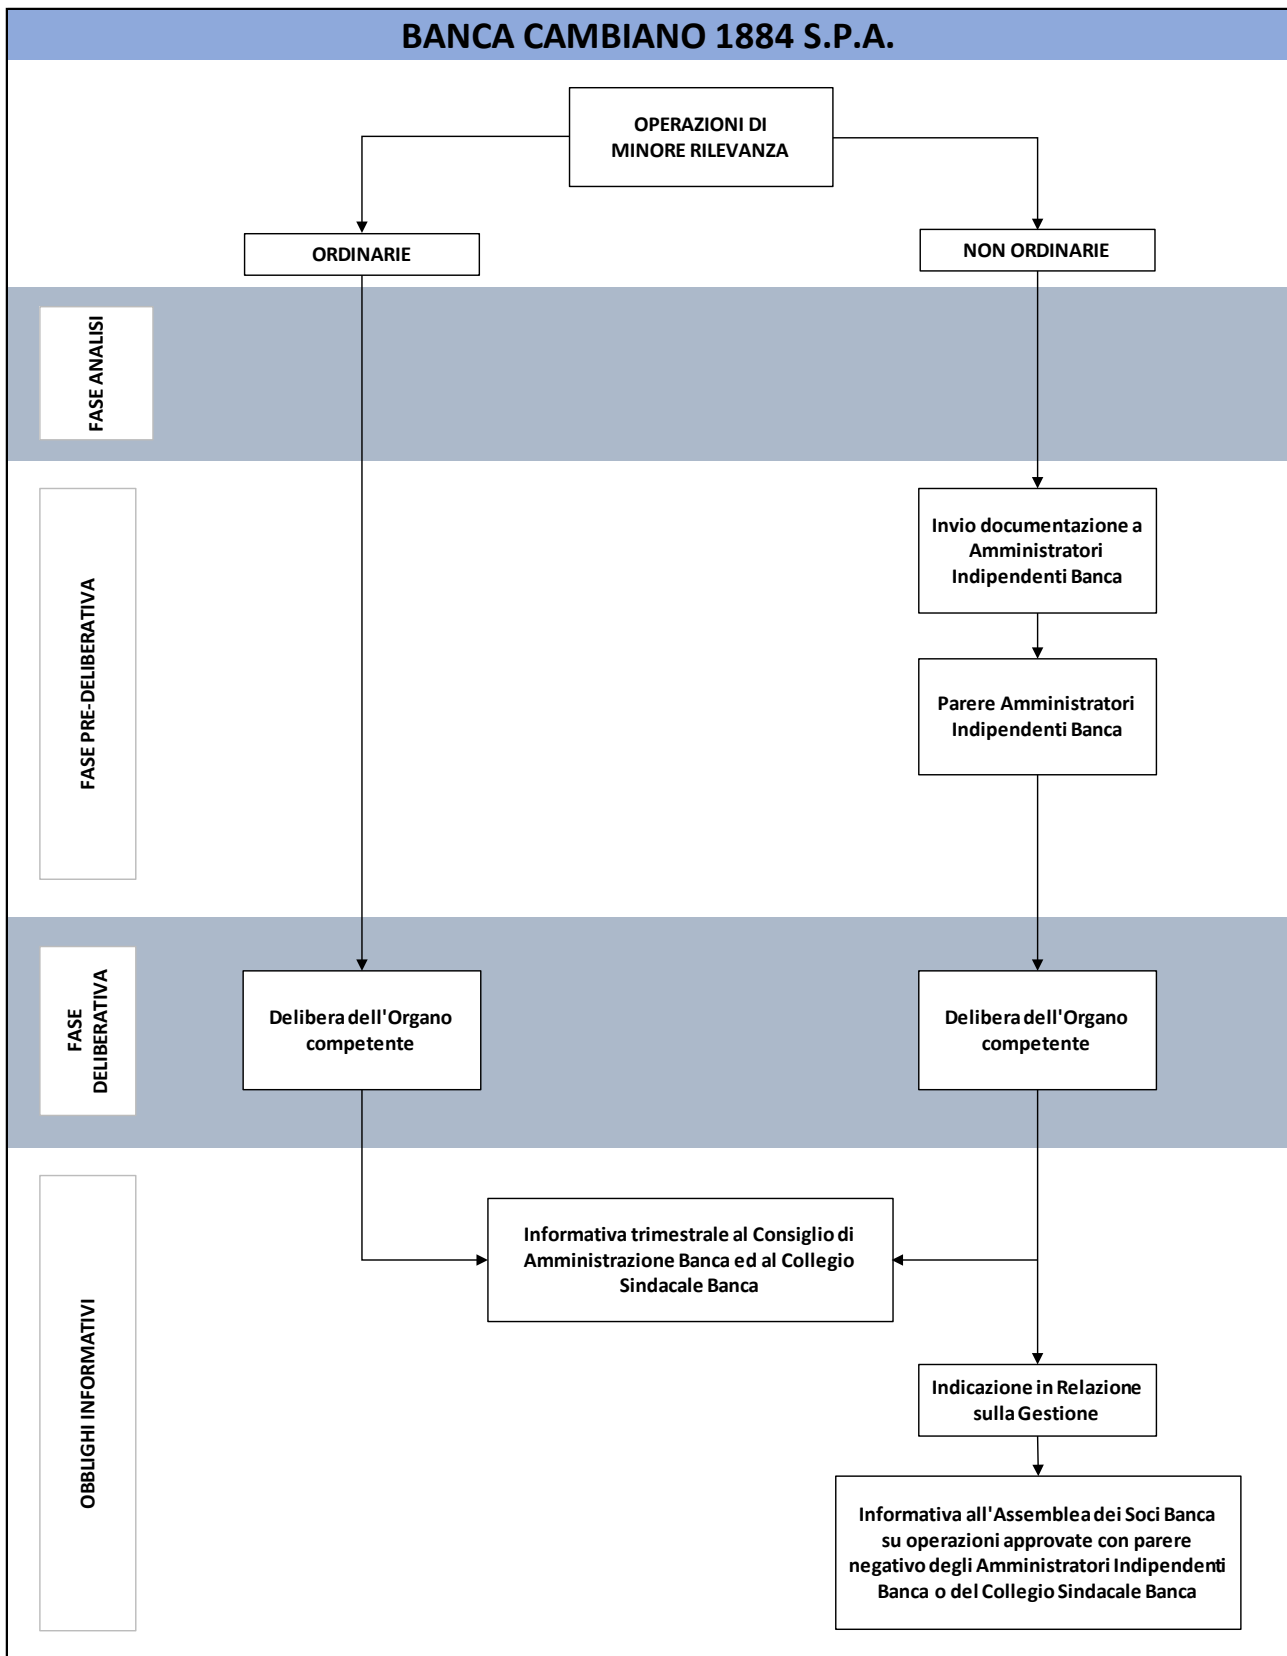 BANCA CAMBIANO 1884 S.P.A.
OPERAZIONI DI
MINORE RILEVANZA
ORDINARIE
NON ORDINARIE
FASE ANALISI
FASE PRE-DELIBERATIVA
Invio documentazione a
Amministratori
Indipendenti Banca
Parere Amministratori
Indipendenti Banca
FASE
DELIBERATIVA
Delibera dell'Organo
competente
Delibera dell'Organo
competente
OBBLIGHI INFORMATIVI
Informativa trimestrale al Consiglio di
Amministrazione Banca ed al Collegio
Sindacale Banca
Indicazione in Relazione
sulla Gestione
Informativa all'Assemblea dei Soci Banca
su operazioni approvate con parere
negativo degli Amministratori Indipendenti
Banca o del Collegio Sindacale Banca